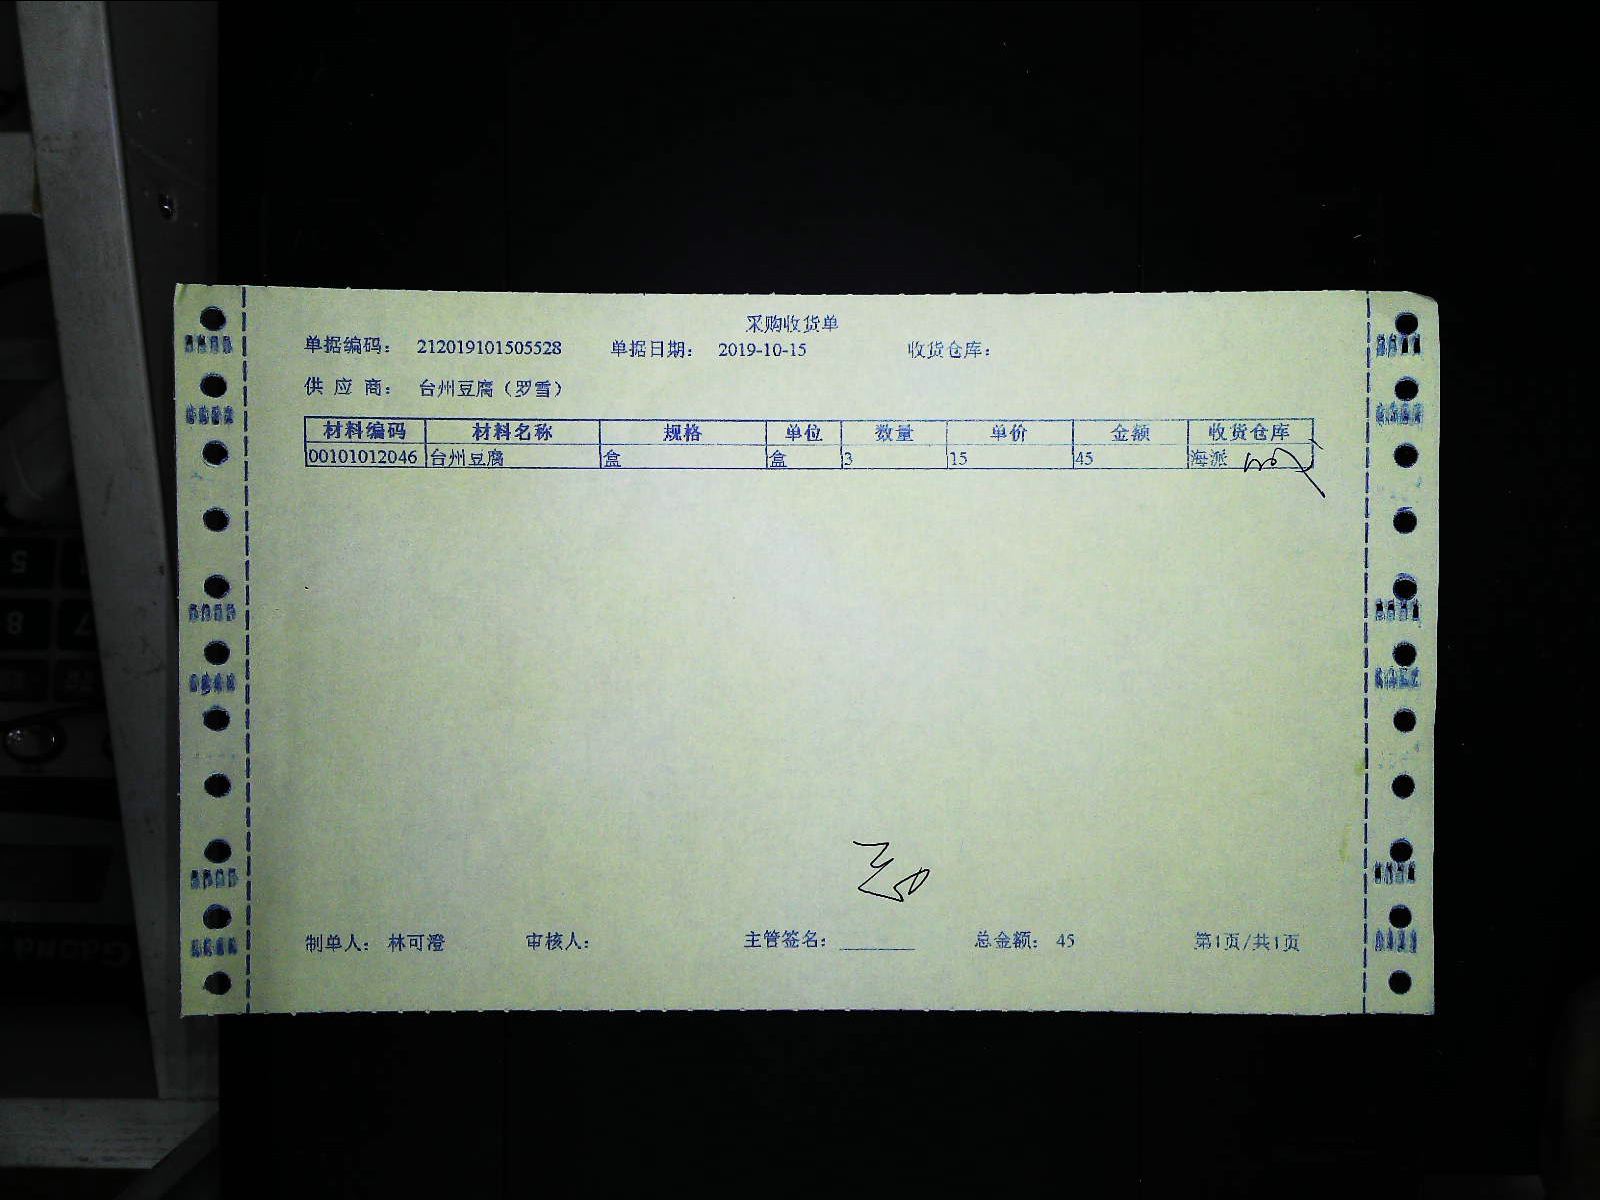 采购收货单
单据编码： 212019101505528 单据日期： 2019-10-15 收货仓库：
供 应 商： 台州豆腐（罗雪）
材料编码 材料名称 规格 单位 数量 单价 金额 收货仓库
00101012046 台州豆腐 盒 盒 3 15 45 海派
制单人： 林可澄 审核人： 主管签名：________ 总金额： 45 第1页/共1页